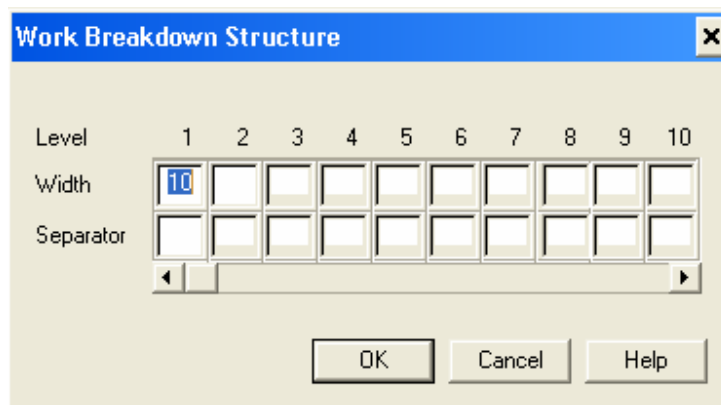 Work Breakdown Structure
Level 1 2 3 4 5 6 7 8 9 10
Width 10
Separator
OK Cancel Help